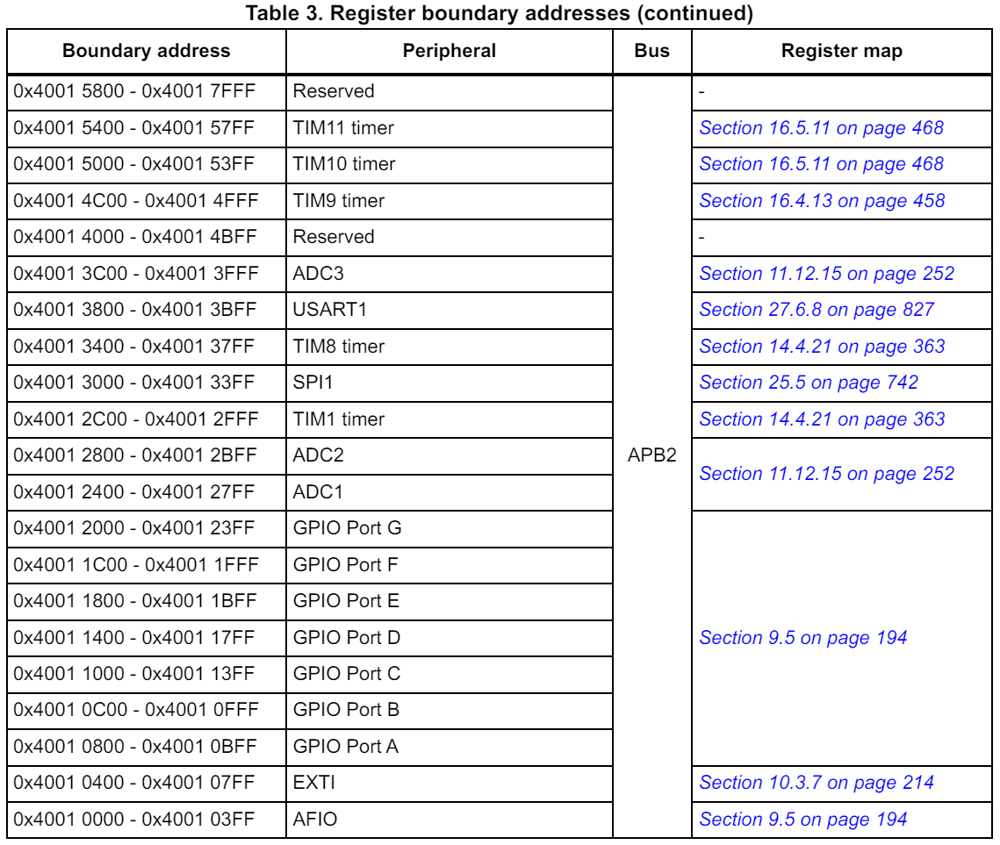 Table 3. Register boundary addresses (continued)
Boundary address Peripheral Bus Register map
0x4001 5800 - 0x4001 7FFF Reserved -
0x4001 5400 - 0x4001 57FF TIM11 timer Section 16.5.11 on page 468
0x4001 5000 - 0x4001 53FF TIM10 timer Section 16.5.11 on page 468
0x4001 4C00 - 0x4001 4FFF TIM9 timer Section 16.4.13 on page 458
0x4001 4000 - 0x4001 4BFF Reserved -
0x4001 3C00 - 0x4001 3FFF ADC3 Section 11.12.15 on page 252
0x4001 3800 - 0x4001 3BFF USART1 Section 27.6.8 on page 827
0x4001 3400 - 0x4001 37FF TIM8 timer Section 14.4.21 on page 363
0x4001 3000 - 0x4001 33FF SPI1 Section 25.5 on page 742
0x4001 2C00 - 0x4001 2FFF TIM1 timer Section 14.4.21 on page 363
0x4001 2800 - 0x4001 2BFF ADC2 APB2
Section 11.12.15 on page 252
0x4001 2400 - 0x4001 27FF ADC1
0x4001 2000 - 0x4001 23FF GPIO Port G
0x4001 1C00 - 0x4001 1FFF GPIO Port F
0x4001 1800 - 0x4001 1BFF GPIO Port E
0x4001 1400 - 0x4001 17FF GPIO Port D Section 9.5 on page 194
0x4001 1000 - 0x4001 13FF GPIO Port C
0x4001 0C00 - 0x4001 0FFF GPIO Port B
0x4001 0800 - 0x4001 0BFF GPIO Port A
0x4001 0400 - 0x4001 07FF EXTI Section 10.3.7 on page 214
0x4001 0000 - 0x4001 03FF AFIO Section 9.5 on page 194